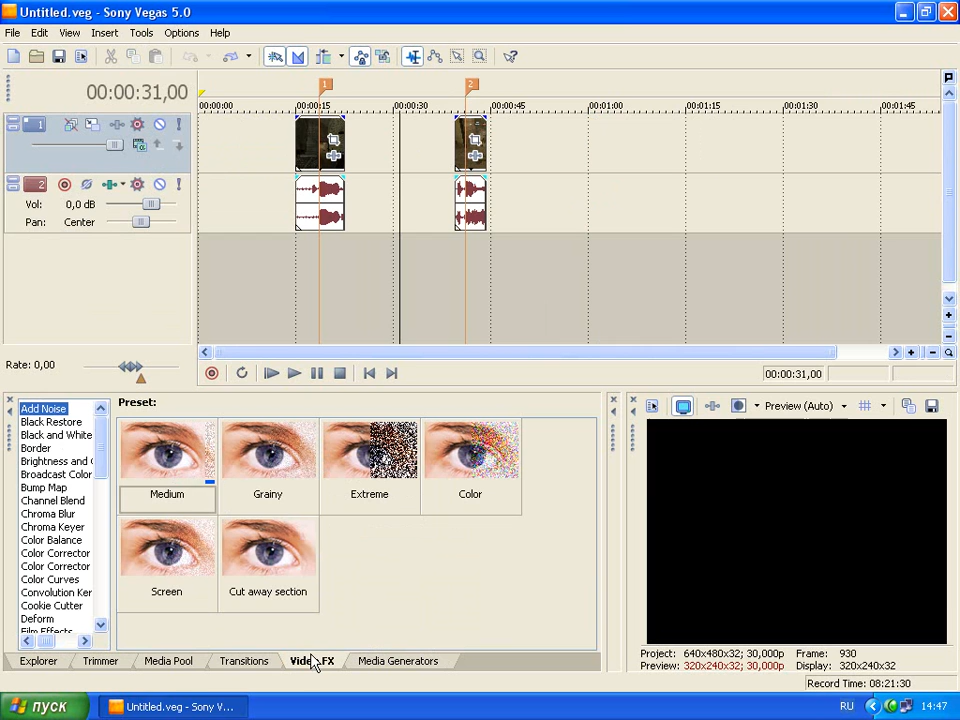 Untitled.veg - Sony Vegas 5.0
File Edit View Insert Tools Options Help
00:00:31,00
1 2
00:00:00 00:00:15 00:00:30 00:00:45 00:01:00 00:01:15 00:01:30 00:01:45
1
2
Vol: 0,0 dB
Pan: Center
Rate: 0,00
00:00:31,00
Add Noise
Black Restore
Black and White
Border
Brightness and
Broadcast Color
Bump Map
Channel Blend
Chroma Blur
Chroma Keyer
Color Balance
Color Corrector
Color Corrector
Color Curves
Convolution Ker
Cookie Cutter
Deform
Film Effects
Preset:
Medium Grainy Extreme Color
Screen Cut away section
Preview (Auto)
Explorer Trimmer Media Pool Transitions Video FX Media Generators
Project: 640x480x32; 30,000p Frame: 930
Preview: 320x240x32; 30,000p Display: 320x240x32
Record Time: 08:21:30
пуск Untitled.veg - Sony V... RU 14:47